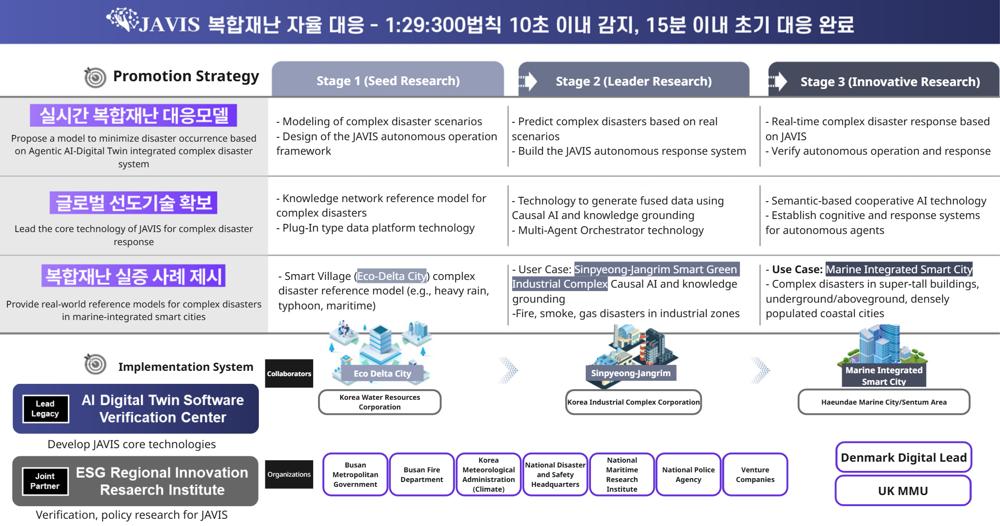 JAVIS 복합재난 자율 대응 - 1:29:300법칙 10초 이내 감지, 15분 이내 초기 대응 완료
Promotion Strategy
Stage 1 (Seed Research)
Stage 2 (Leader Research)
Stage 3 (Innovative Research)
실시간 복합재난 대응모델
Propose a model to minimize disaster occurrence based
on Agentic AI-Digital Twin integrated complex disaster
system
- Modeling of complex disaster scenarios
- Design of the JAVIS autonomous operation
framework
- Predict complex disasters based on real
scenarios
- Build the JAVIS autonomous response system
- Real-time complex disaster response based
on JAVIS
- Verify autonomous operation and response
글로벌 선도기술 확보
Lead the core technology of JAVIS for complex disaster
response
- Knowledge network reference model for
complex disasters
- Plug-In type data platform technology
- Technology to generate fused data using
Causal AI and knowledge grounding
- Multi-Agent Orchestrator technology
- Semantic-based cooperative AI technology
- Establish cognitive and response systems
for autonomous agents
복합재난 실증 사례 제시
Provide real-world reference models for complex disasters
in marine-integrated smart cities
- Smart Village (Eco-Delta City) complex
disaster reference model (e.g., heavy rain,
typhoon, maritime)
- User Case: Sinpyeong-Jangrim Smart Green
Industrial Complex Causal AI and knowledge
grounding
-Fire, smoke, gas disasters in industrial zones
- Use Case: Marine Integrated Smart City
- Complex disasters in super-tall buildings,
underground/aboveground, densely
populated coastal cities
Implementation System
Collaborators
Eco Delta City
Sinpyeong-Jangrim
Marine Integrated
Smart City
Korea Water Resources
Corporation
Korea Industrial Complex Corporation
Haeundae Marine City/Sentum Area
Lead
Legacy
AI Digital Twin Software
Verification Center
Develop JAVIS core technologies
Joint
Partner
ESG Regional Innovation
Resaerch Institute
Verification, policy research for JAVIS
Organizations
Busan
Metropolitan
Government
Busan Fire
Department
Korea
Meteorological
Administration
(Climate)
National Disaster
and Safety
Headquarters
National
Maritime
Research
Institute
National Police
Agency
Venture
Companies
Denmark Digital Lead
UK MMU